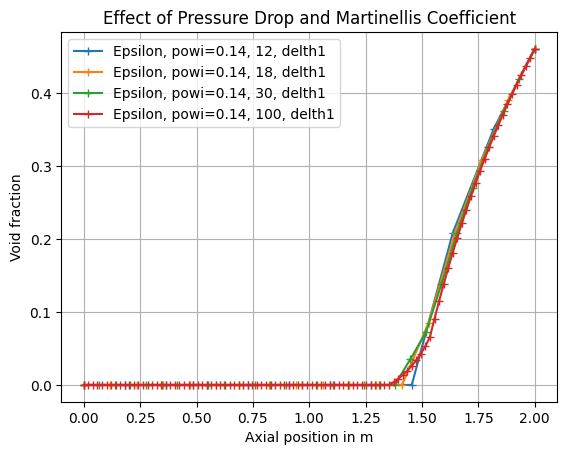 Effect of Pressure Drop and Martinellis Coefficient
Epsilon, powi=0.14, 12, delth1
Epsilon, powi=0.14, 18, delth1
Epsilon, powi=0.14, 30, delth1
Epsilon, powi=0.14, 100, delth1
Void fraction
0.4
0.3
0.2
0.1
0.0
0.00 0.25 0.50 0.75 1.00 1.25 1.50 1.75 2.00
Axial position in m